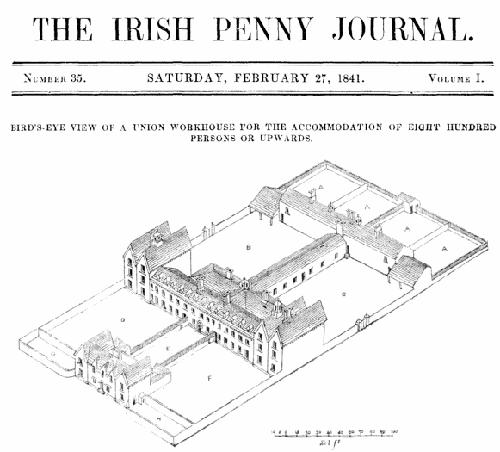 THE IRISH PENNY JOURNAL.
NUMBER 35. SATURDAY, FEBRUARY 27, 1841. VOLUME I.
BIRD'S-EYE VIEW OF A UNION WORKHOUSE FOR THE ACCOMMODATION OF EIGHT HUNDRED
PERSONS OR UPWARDS.
A
A
A
A
B
F